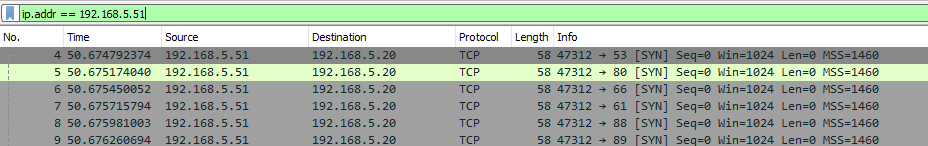 ip.addr == 192.168.5.51
No. Time Source Destination Protocol Length Info
4 50.674792374 192.168.5.51 192.168.5.20 TCP 58 47312 → 53 [SYN] Seq=0 Win=1024 Len=0 MSS=1460
5 50.675174040 192.168.5.51 192.168.5.20 TCP 58 47312 → 80 [SYN] Seq=0 Win=1024 Len=0 MSS=1460
6 50.675450052 192.168.5.51 192.168.5.20 TCP 58 47312 → 66 [SYN] Seq=0 Win=1024 Len=0 MSS=1460
7 50.675715794 192.168.5.51 192.168.5.20 TCP 58 47312 → 61 [SYN] Seq=0 Win=1024 Len=0 MSS=1460
8 50.675981003 192.168.5.51 192.168.5.20 TCP 58 47312 → 88 [SYN] Seq=0 Win=1024 Len=0 MSS=1460
9 50.676260694 192.168.5.51 192.168.5.20 TCP 58 47312 → 89 [SYN] Seq=0 Win=1024 Len=0 MSS=1460